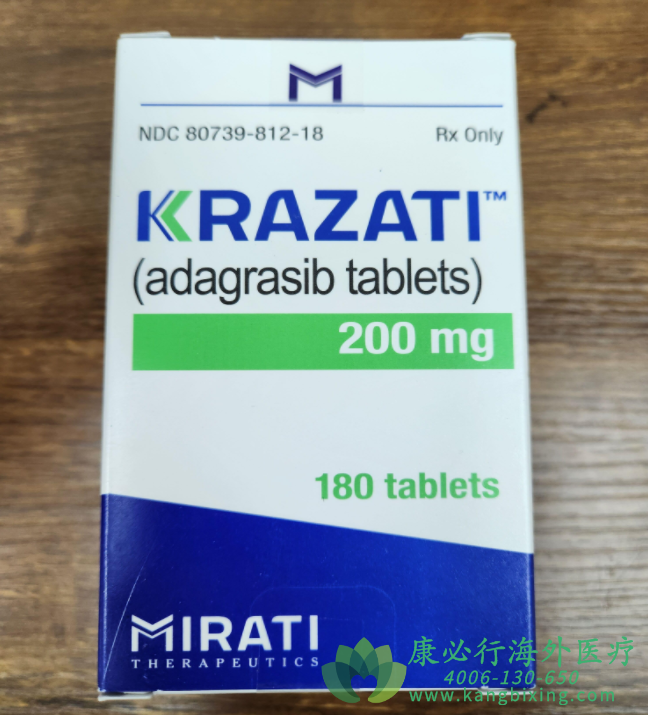 M
NDC 80739-812-18 Rx Only
KRAZATI™
(adagrasib tablets)
200 mg
180 tablets
MIRATI
THERAPEUTICS
康必行海外医疗
4006-130-650
www.kangbixing.com